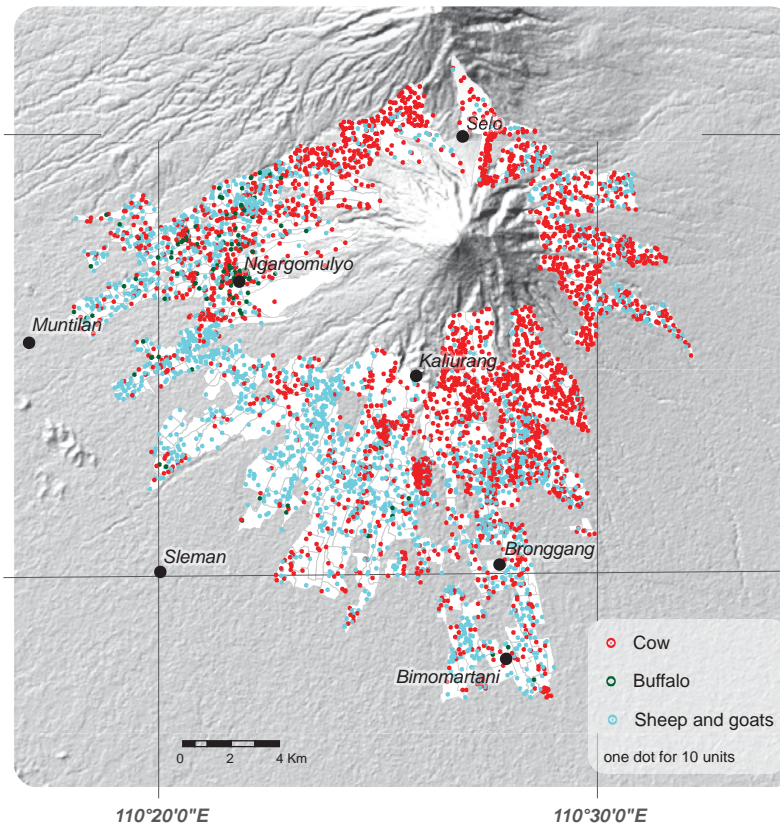 Selo
Ngargomulyo
Muntilan
Kaliurang
Sleman
Bronggang
Bimomartani
Cow
Buffalo
Sheep and goats
one dot for 10 units
0 2 4 Km
110°20'0"E 110°30'0"E